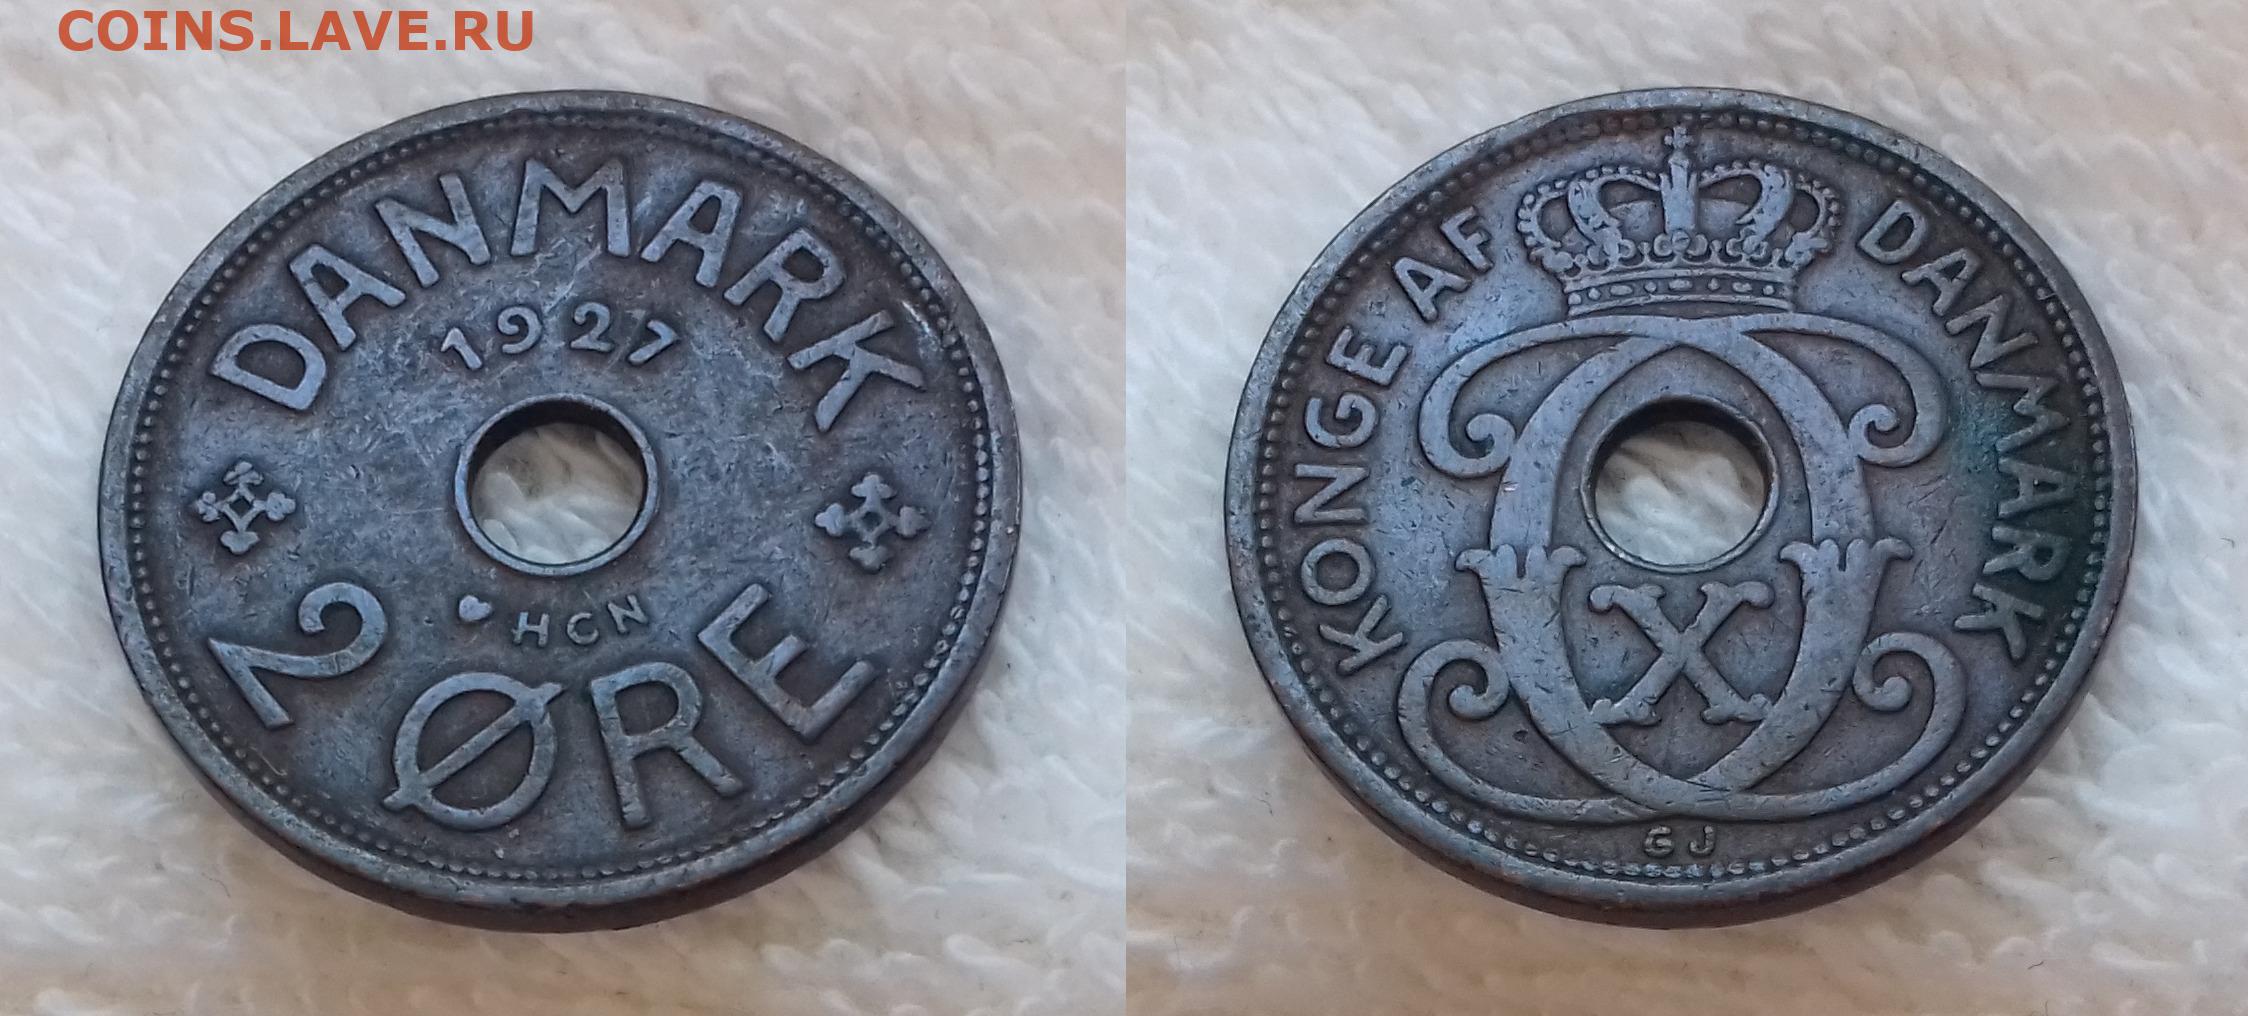 COINS.LAVE.RU
DANMARK
1927
♥ HCN
2 ØRE
KONGE AF DANMARK
X
GJ